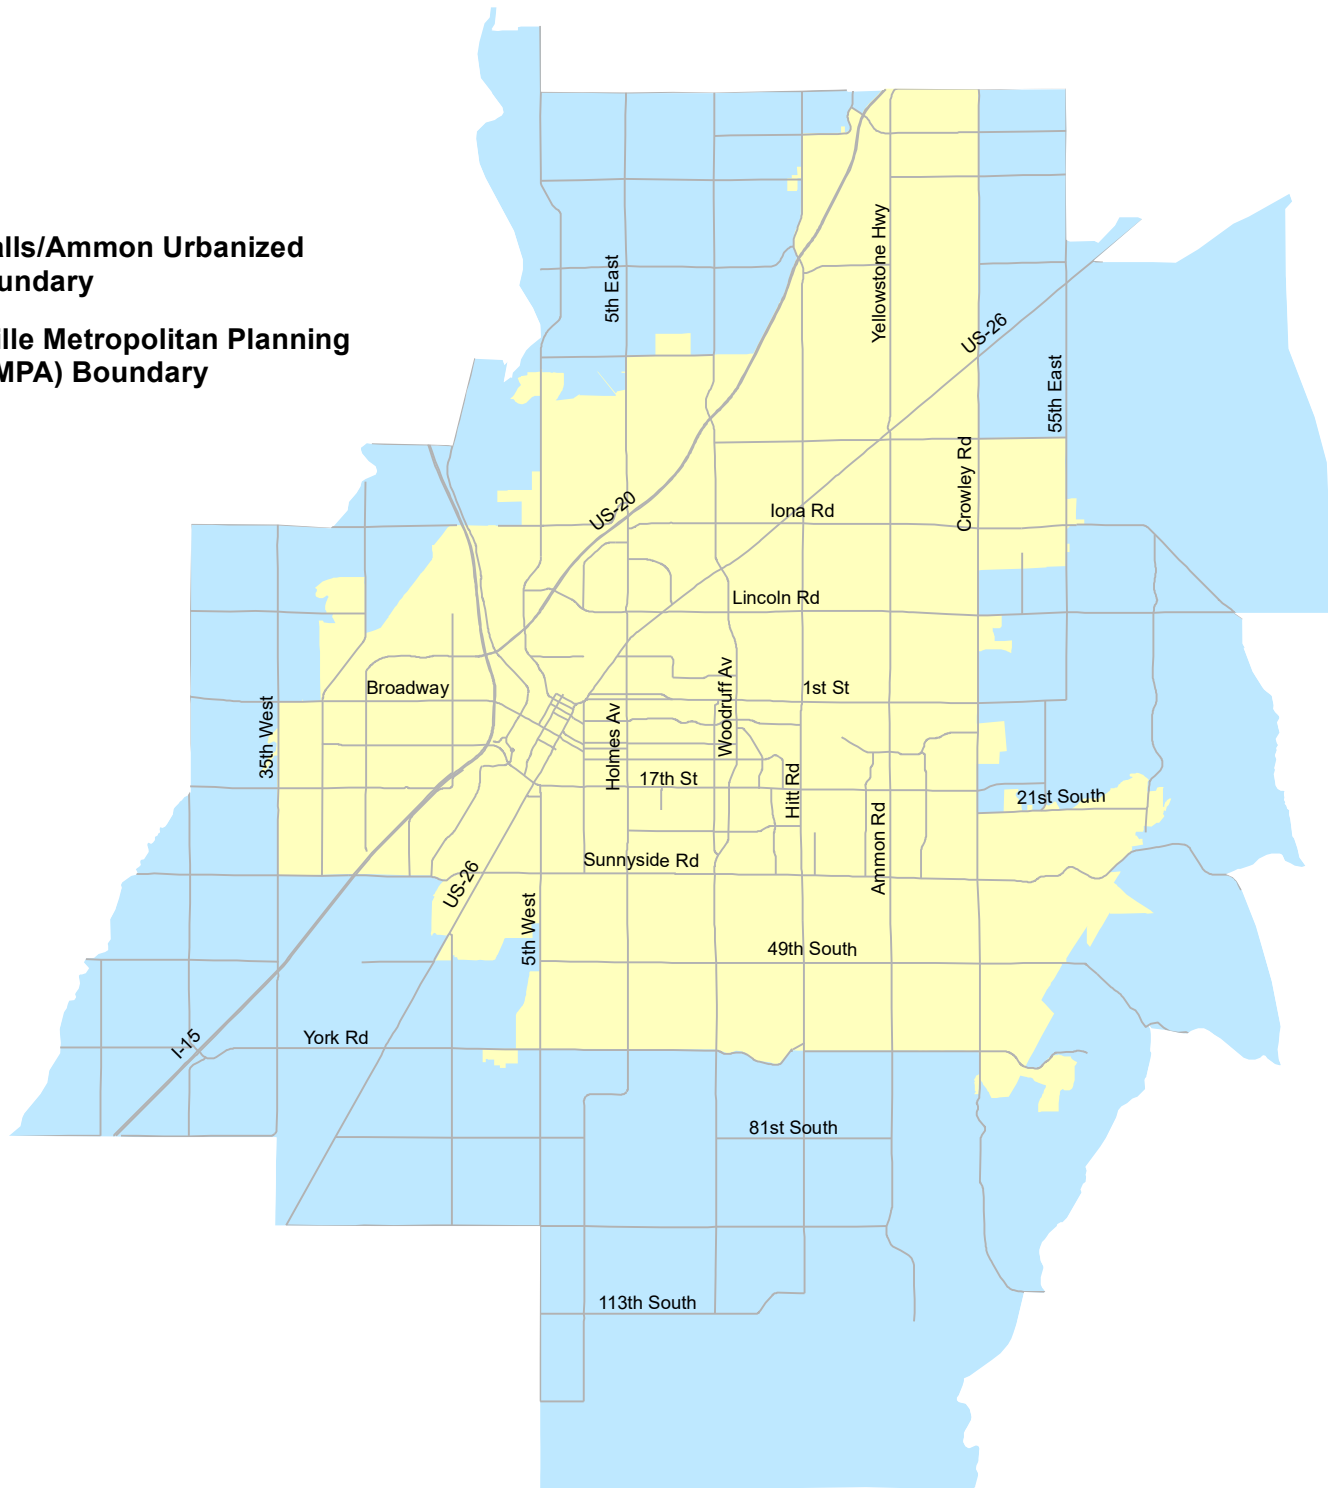 alls/Ammon Urbanized
undary
ille Metropolitan Planning
MPA) Boundary
5th East
Yellowstone Hwy
US-26
55th East
Crowley Rd
US-20
Iona Rd
Lincoln Rd
Broadway
35th West
Holmes Av
Woodruff Av
1st St
17th St
Hitt Rd
21st South
Ammon Rd
Sunnyside Rd
US-26
5th West
49th South
I-15
York Rd
81st South
113th South